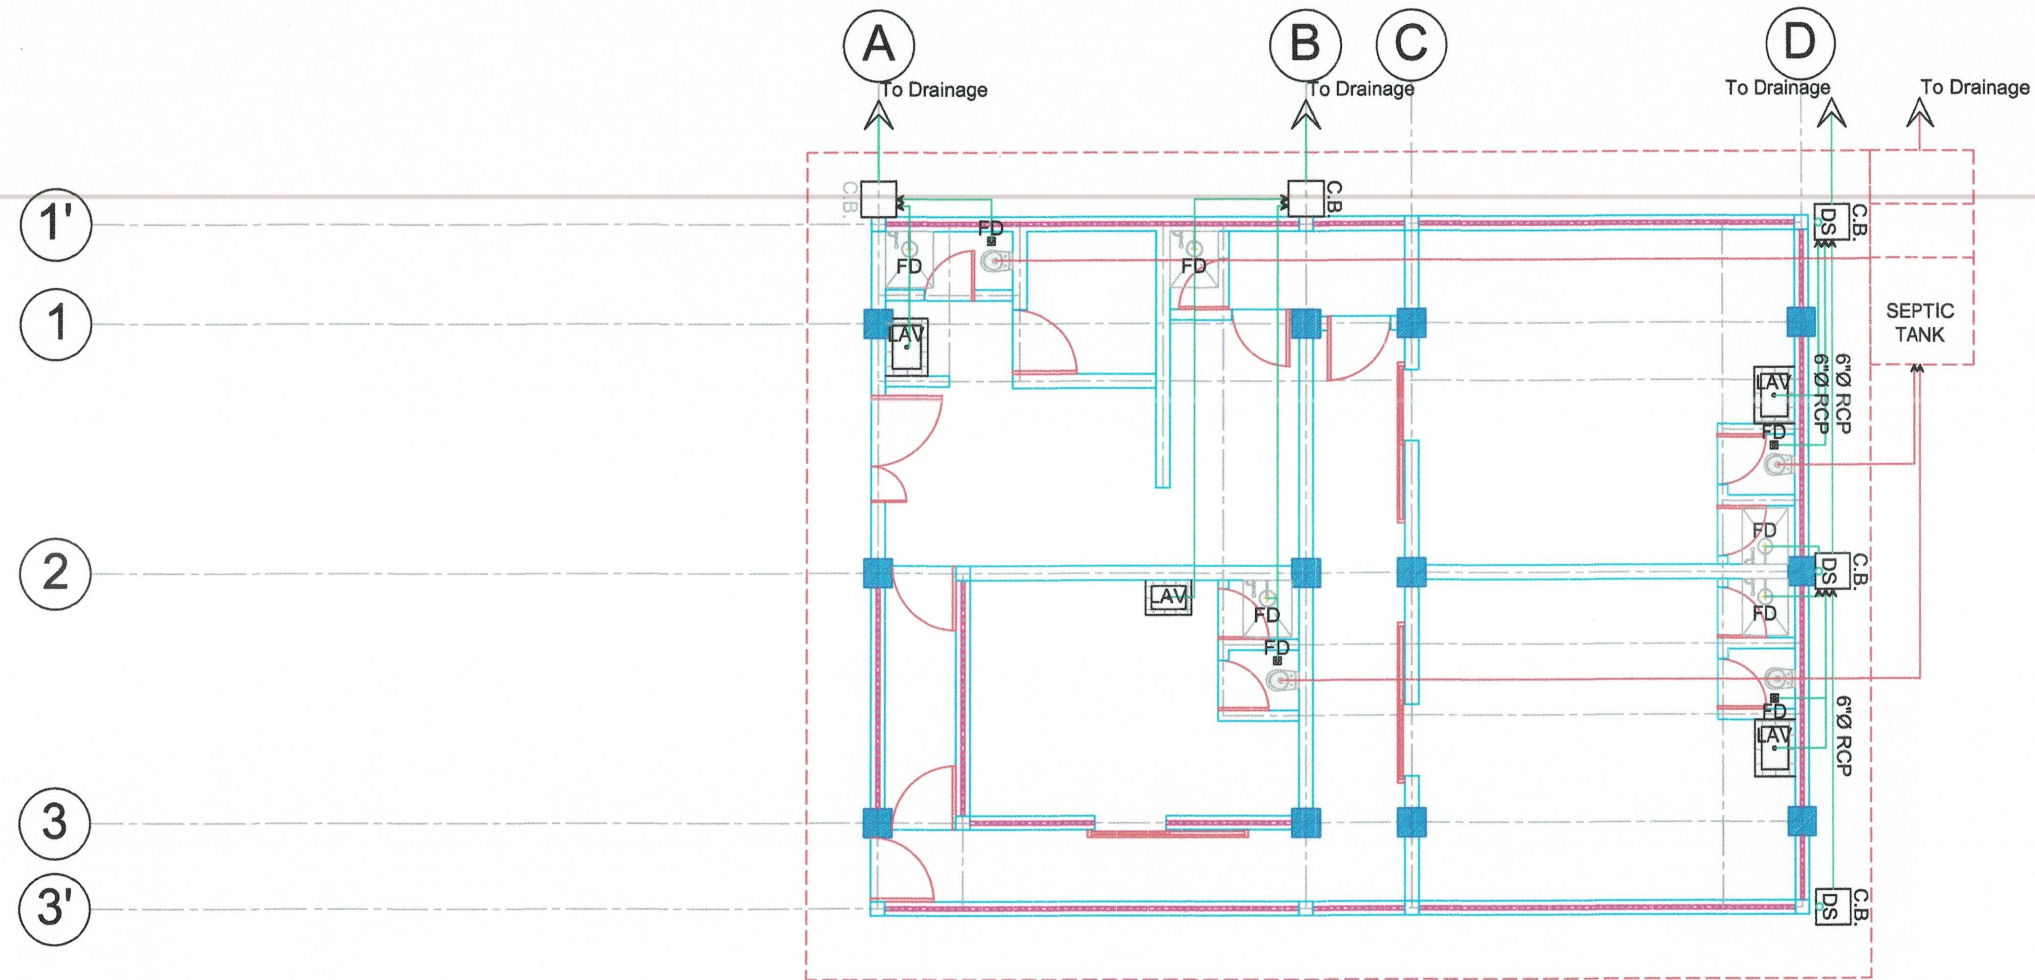 A
B
C
D
To Drainage
To Drainage
To Drainage
To Drainage
C.B.
C.B.
C.B.
DS
1'
FD
FD
FD
1
LAV
SEPTIC
TANK
6"Ø RCP
6"Ø RCP
LAV
FD
FD
2
DS
C.B.
LAV
FD
FD
FD
FD
LAV
6"Ø RCP
3
3'
DS
C.B.